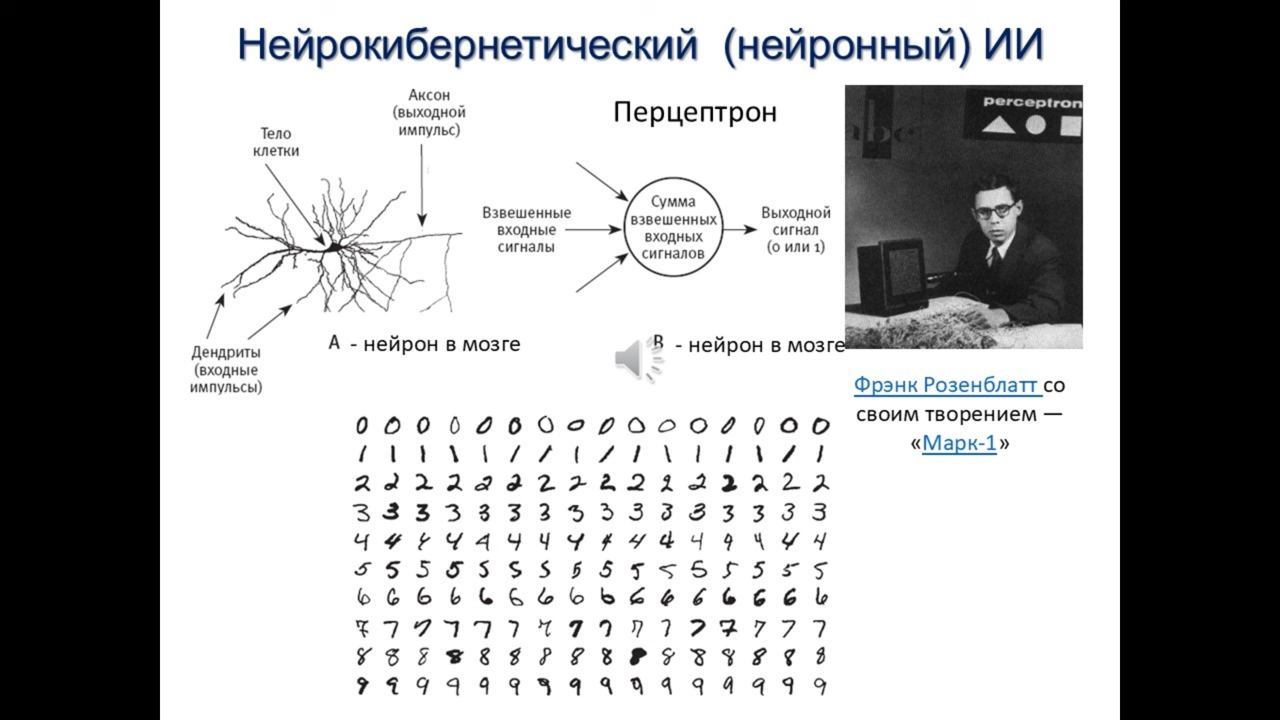 Нейрокибернетический (нейронный) ИИ
Аксон
(выходной
импульс)
Тело
клетки
Дендриты
(входные
импульсы)
A - нейрон в мозге
Перцептрон
Взвешенные
входные
сигналы
Сумма
взвешенных
входных
сигналов
Выходной
сигнал
(0 или 1)
B - нейрон в мозге
abc
perceptron
Фрэнк Розенблатт со
своим творением —
«Марк-1»
0 0 0 0 0 0 0 0 0 0 0 0 0 0 0 0
1 1 1 1 1 1 1 1 1 1 1 1 1 1 1 1
2 2 2 2 2 2 2 2 2 2 2 2 2 2 2 2
3 3 3 3 3 3 3 3 3 3 3 3 3 3 3 3
4 4 4 4 4 4 4 4 4 4 4 4 4 4 4 4
5 5 5 5 5 5 5 5 5 5 5 5 5 5 5 5
6 6 6 6 6 6 6 6 6 6 6 6 6 6 6 6
7 7 7 7 7 7 7 7 7 7 7 7 7 7 7 7
8 8 8 8 8 8 8 8 8 8 8 8 8 8 8 8
9 9 9 9 9 9 9 9 9 9 9 9 9 9 9 9